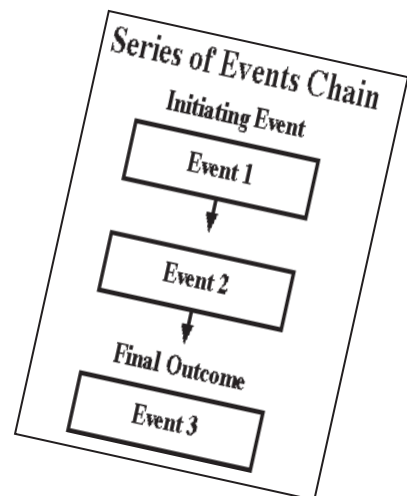 Series of Events Chain
Initiating Event
Event 1
Event 2
Final Outcome
Event 3